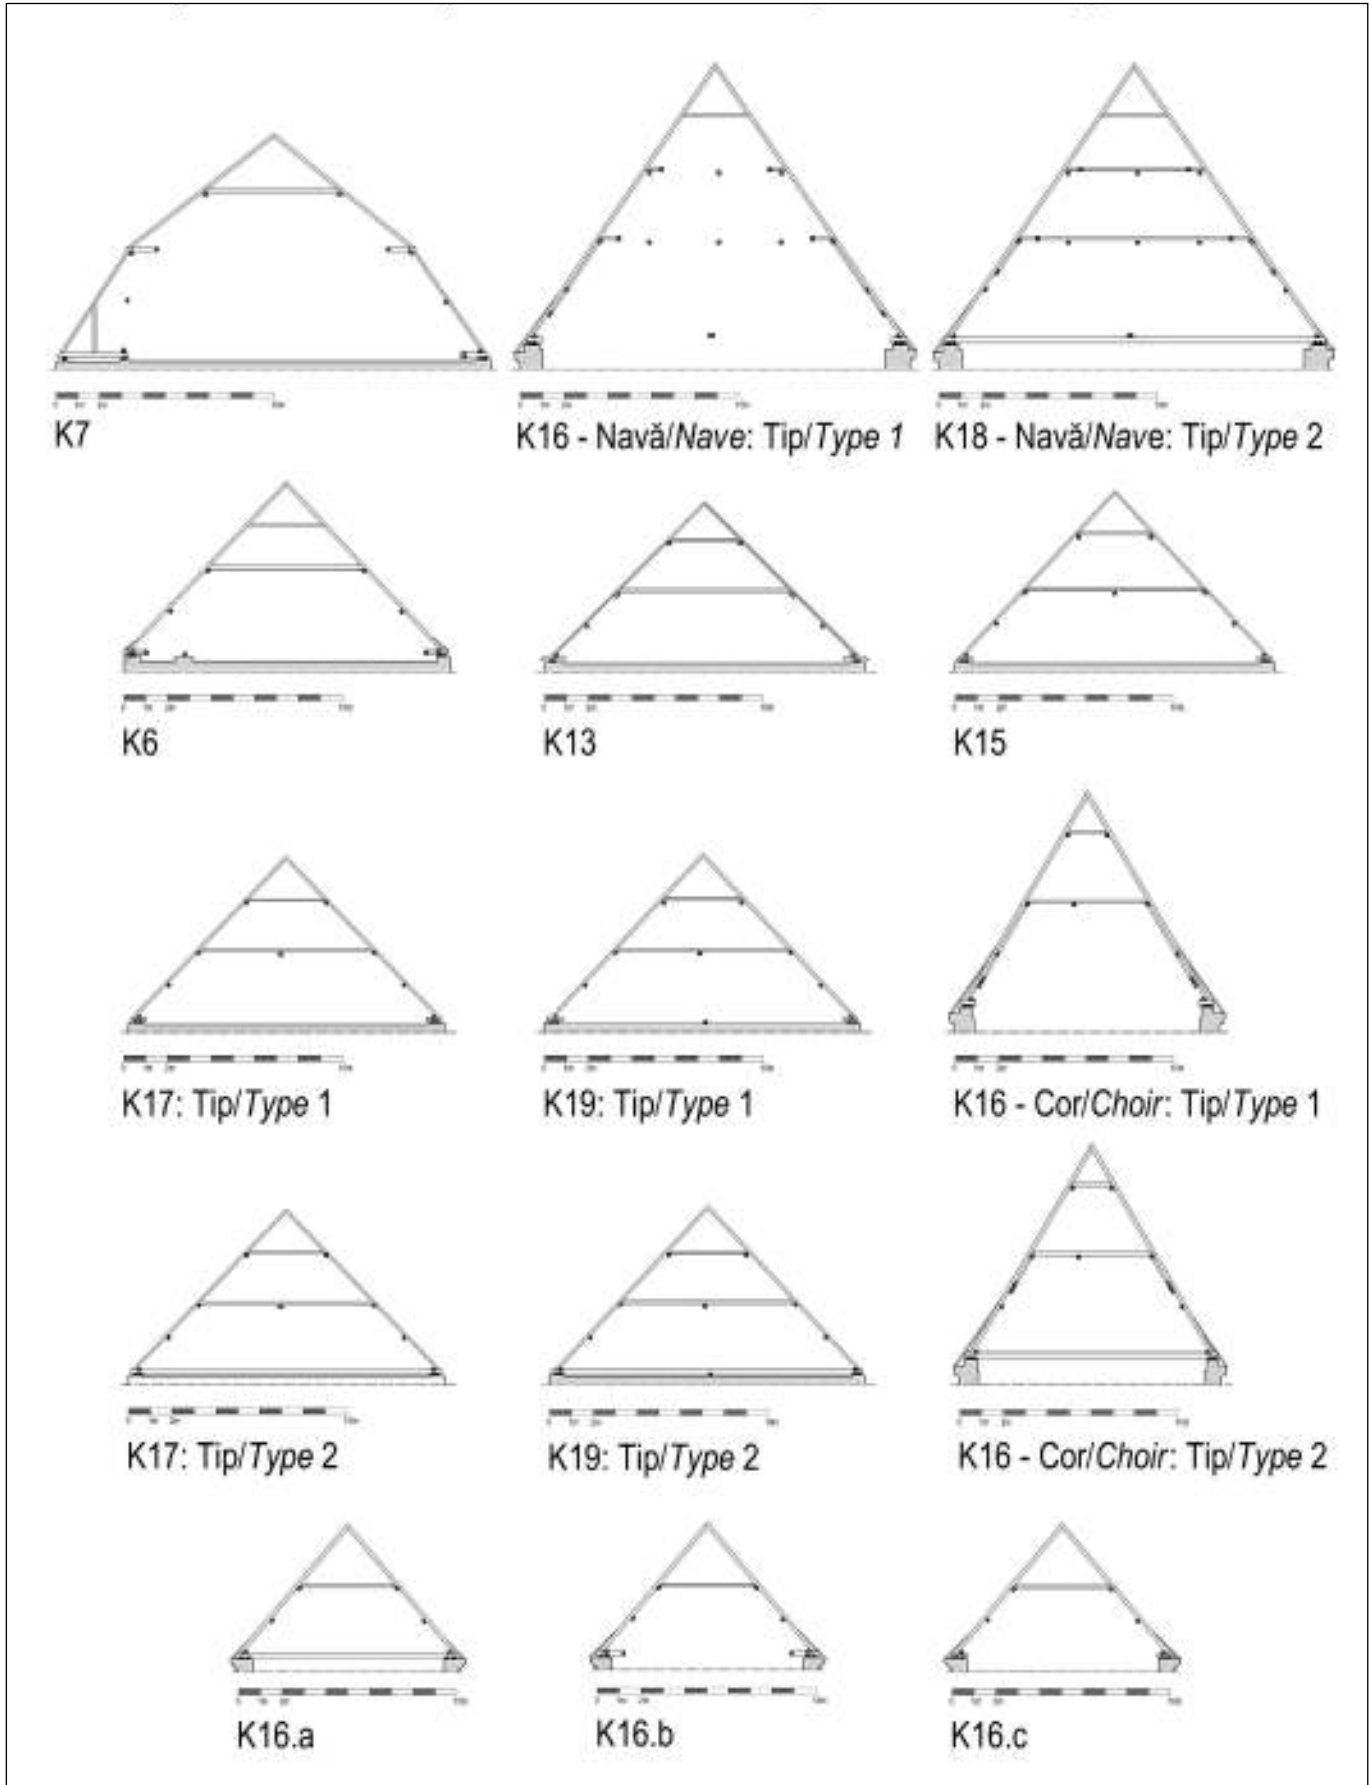 K7
K16 - Navă/Nave: Tip/Type 1
K18 - Navă/Nave: Tip/Type 2
K6
K13
K15
K17: Tip/Type 1
K19: Tip/Type 1
K16 - Cor/Choir: Tip/Type 1
K17: Tip/Type 2
K19: Tip/Type 2
K16 - Cor/Choir: Tip/Type 2
K16.a
K16.b
K16.c